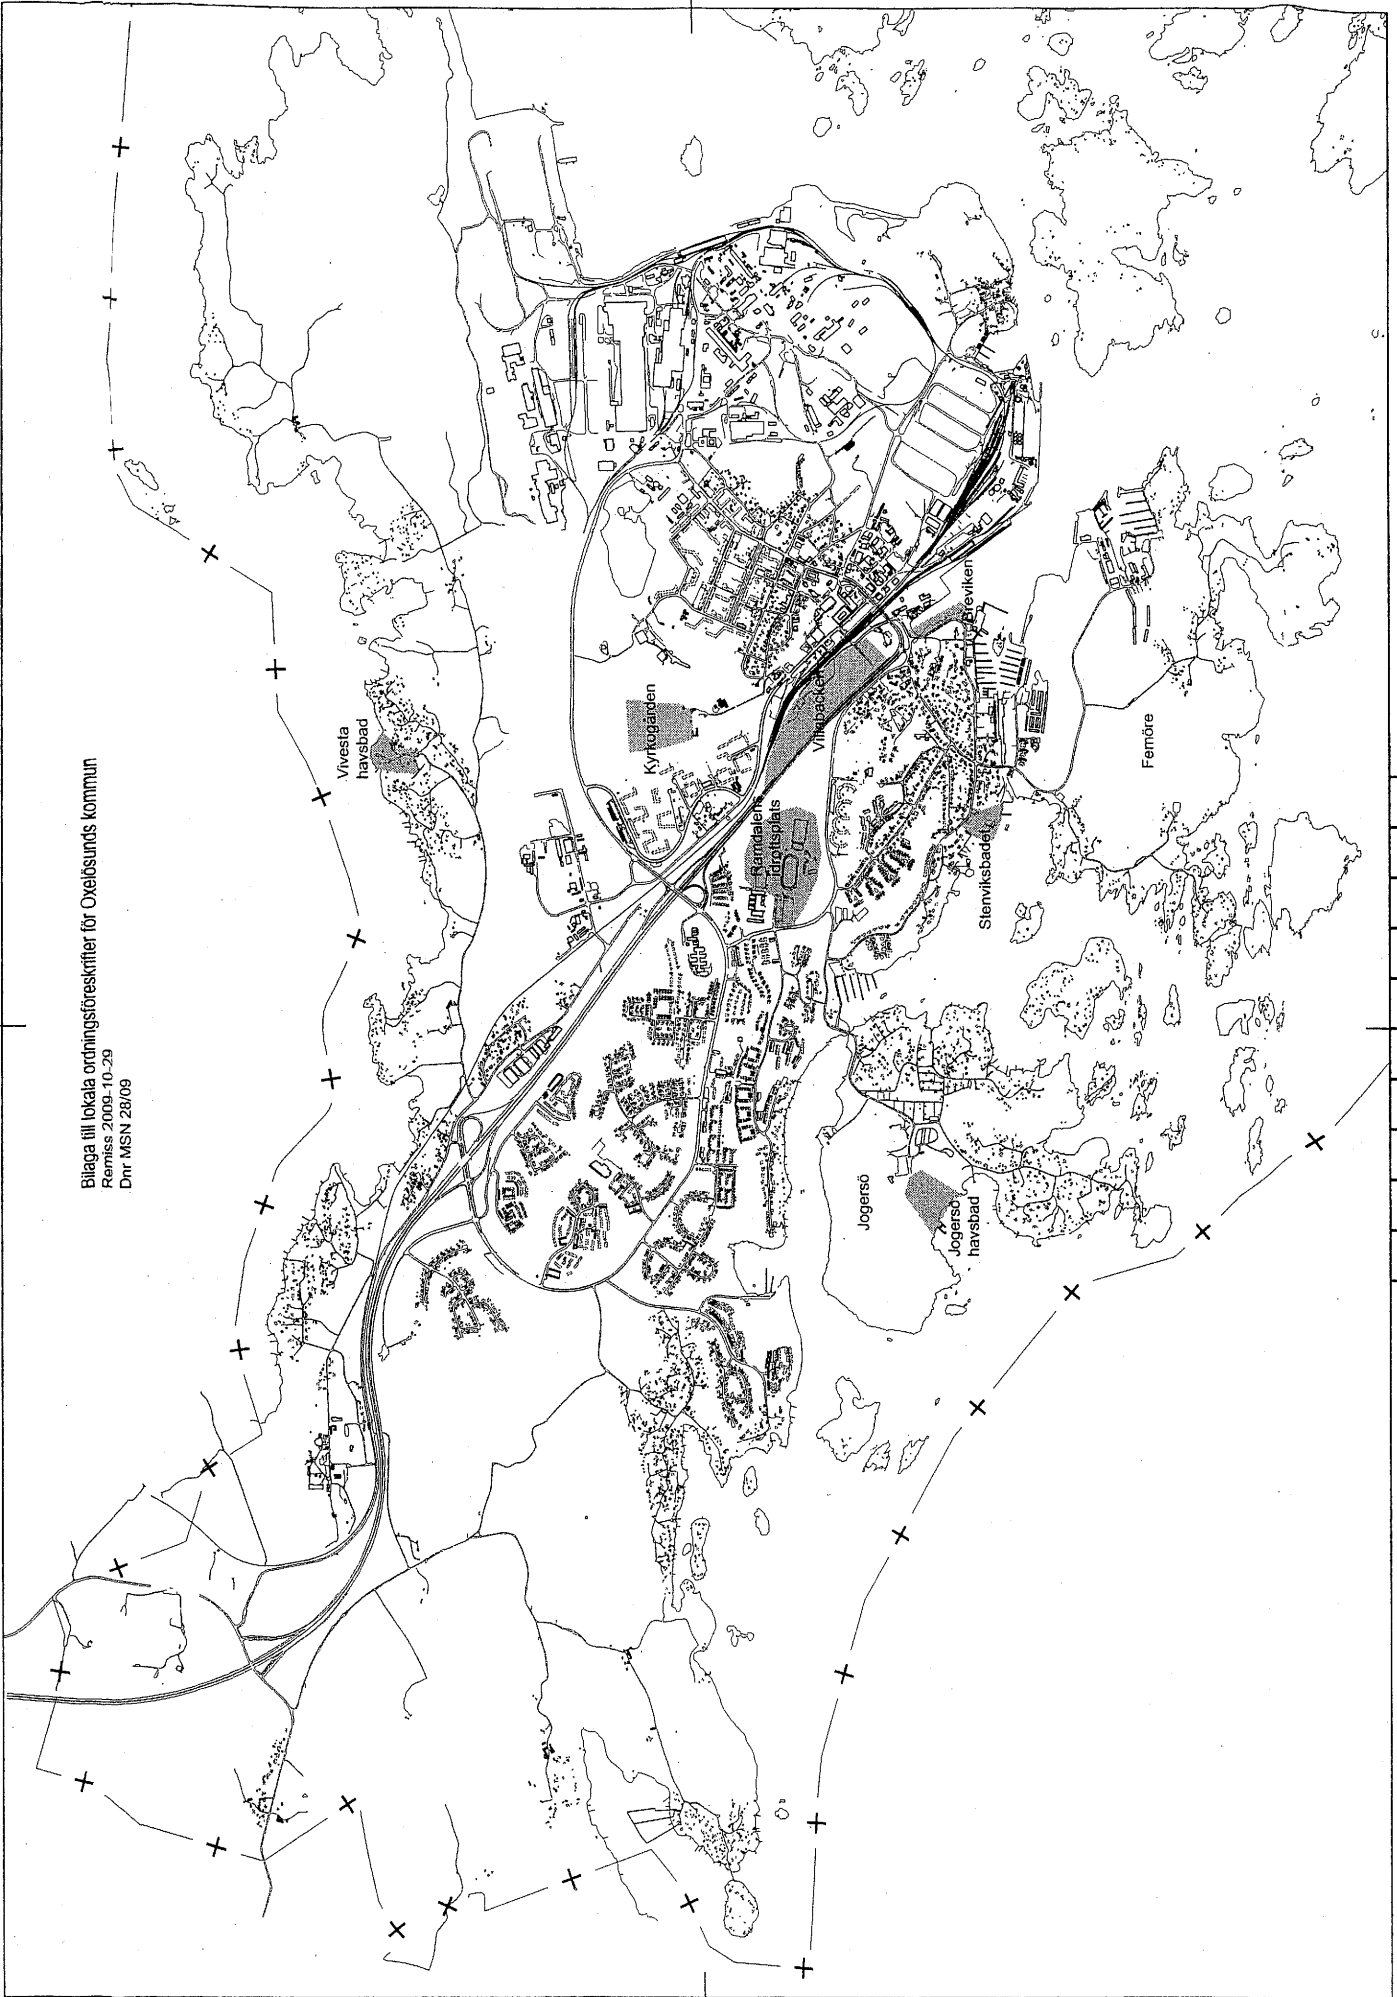 Bilaga till lokala ordningsföreskrifter för Oxelösunds kommun
Remiss 2009-10-29
Dnr MSN 28/09
Vivesta
havsbad
Kyrkogården
Ramdalens
idrottsplats
Villabacken
Breviken
Stenviksbadet
Femöre
Jogersö
Jogersö
havsbad